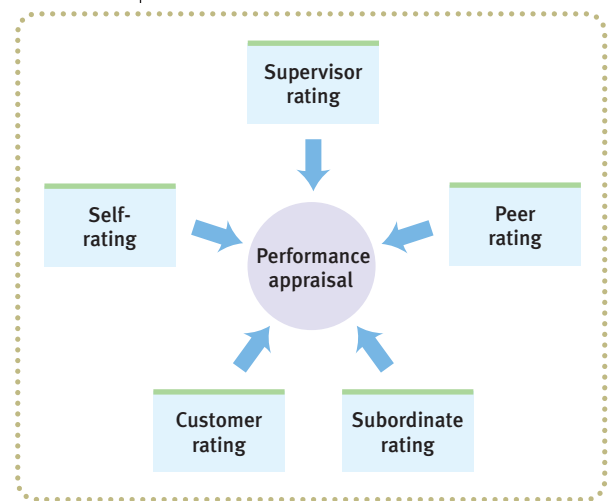 Supervisor
rating
Self-
rating
Peer
rating
Performance
appraisal
Customer
rating
Subordinate
rating